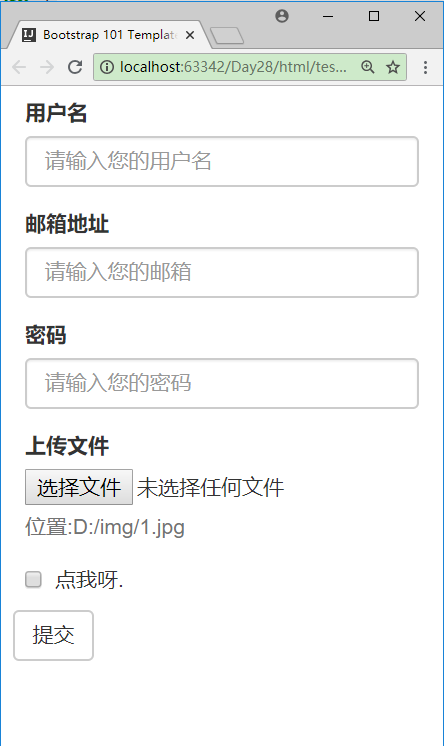 Bootstrap 101 Templat
localhost:63342/Day28/html/tes...
用户名
请输入您的用户名
邮箱地址
请输入您的邮箱
密码
请输入您的密码
上传文件
选择文件 未选择任何文件
位置:D:/img/1.jpg
点我呀.
提交